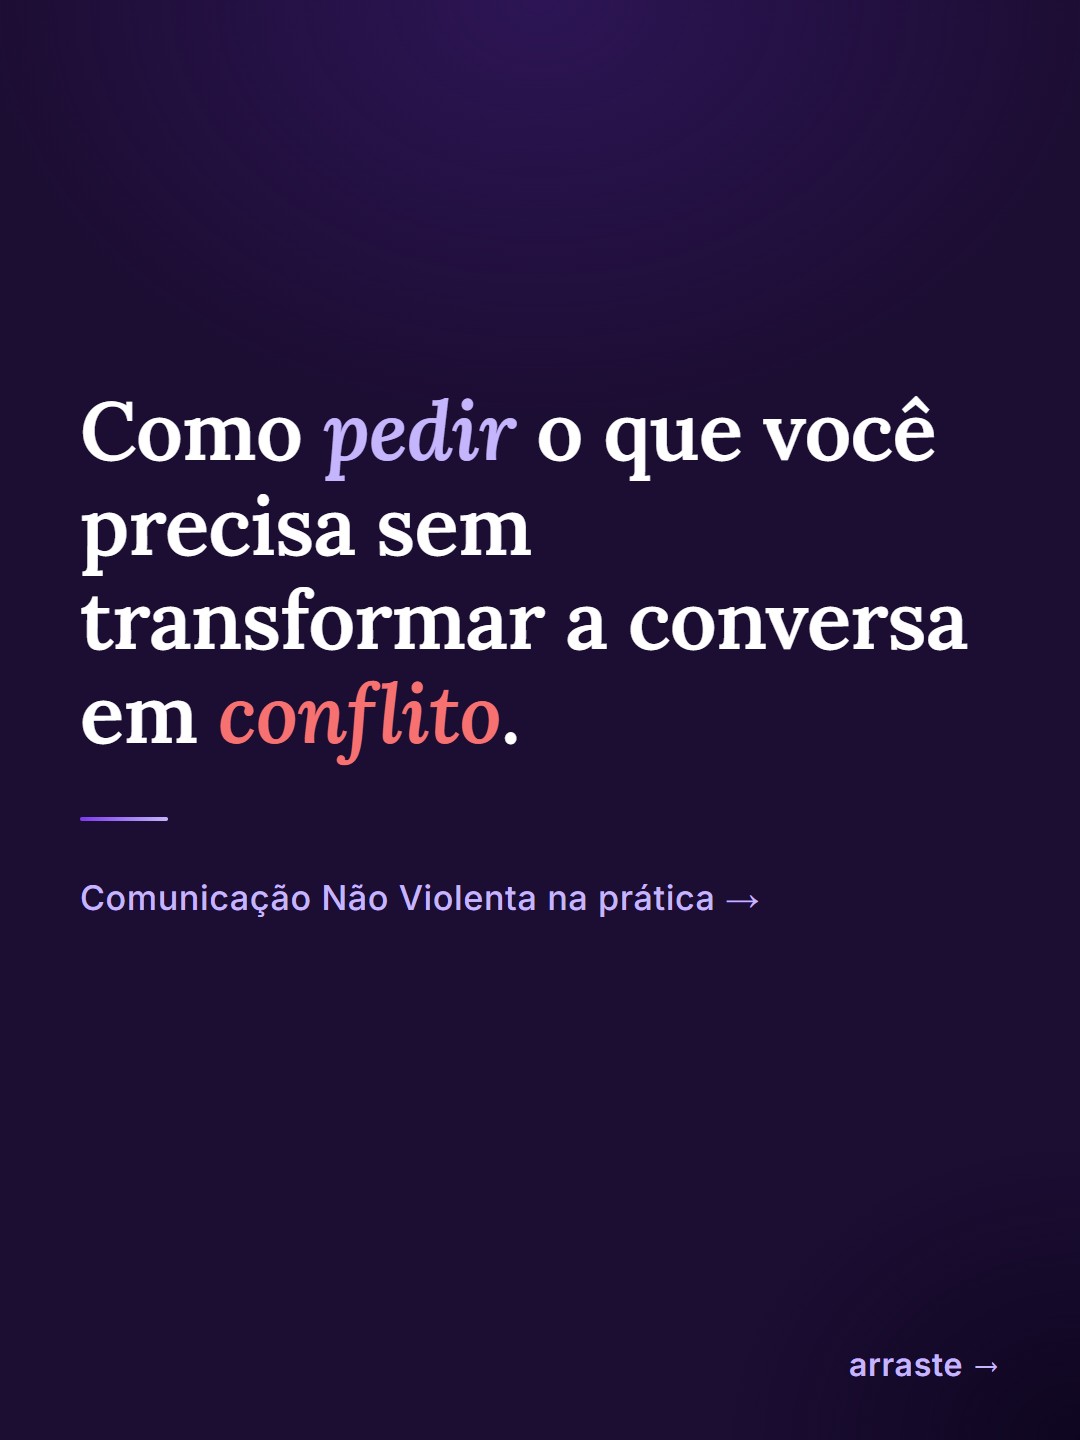 Como pedir o que você
precisa sem
transformar a conversa
em conflito.
Comunicação Não Violenta na prática →
arraste →